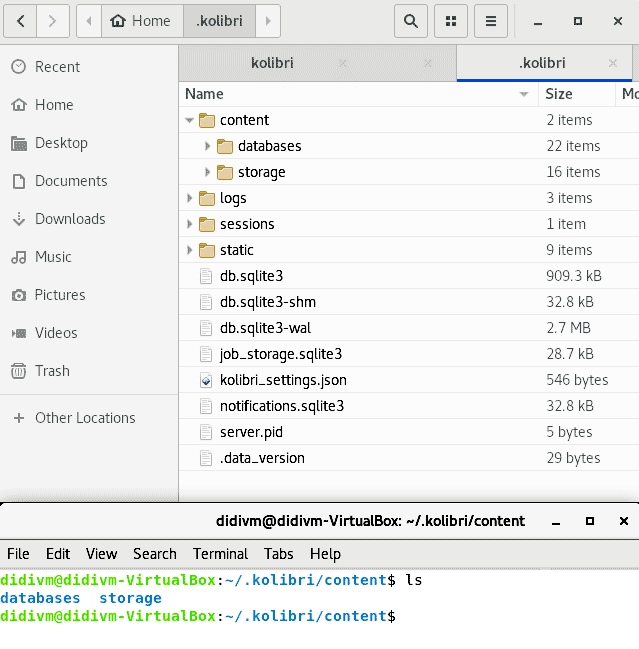 Home .kolibri
kolibri .kolibri
Recent
Home
Desktop
Documents
Downloads
Music
Pictures
Videos
Trash
Other Locations
Name Size Mo
content 2 items
databases 22 items
storage 16 items
logs 3 items
sessions 1 item
static 9 items
db.sqlite3 909.3 kB
db.sqlite3-shm 32.8 kB
db.sqlite3-wal 2.7 MB
job_storage.sqlite3 28.7 kB
kolibri_settings.json 546 bytes
notifications.sqlite3 32.8 kB
server.pid 5 bytes
.data_version 29 bytes
didivm@didivm-VirtualBox: ~/.kolibri/content
File Edit View Search Terminal Tabs Help
didivm@didivm-VirtualBox:~/.kolibri/content$ ls
databases storage
didivm@didivm-VirtualBox:~/.kolibri/content$